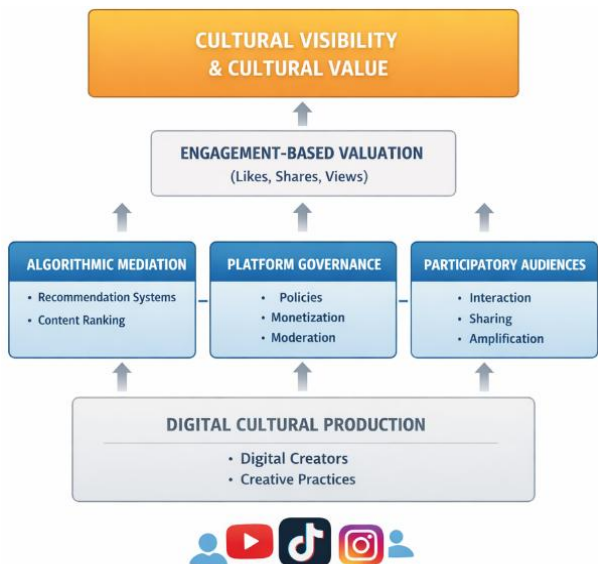 CULTURAL VISIBILITY
& CULTURAL VALUE
ENGAGEMENT-BASED VALUATION
(Likes, Shares, Views)
ALGORITHMIC MEDIATION
• Recommendation Systems
• Content Ranking
PLATFORM GOVERNANCE
• Policies
• Monetization
• Moderation
PARTICIPATORY AUDIENCES
• Interaction
• Sharing
• Amplification
DIGITAL CULTURAL PRODUCTION
• Digital Creators
• Creative Practices